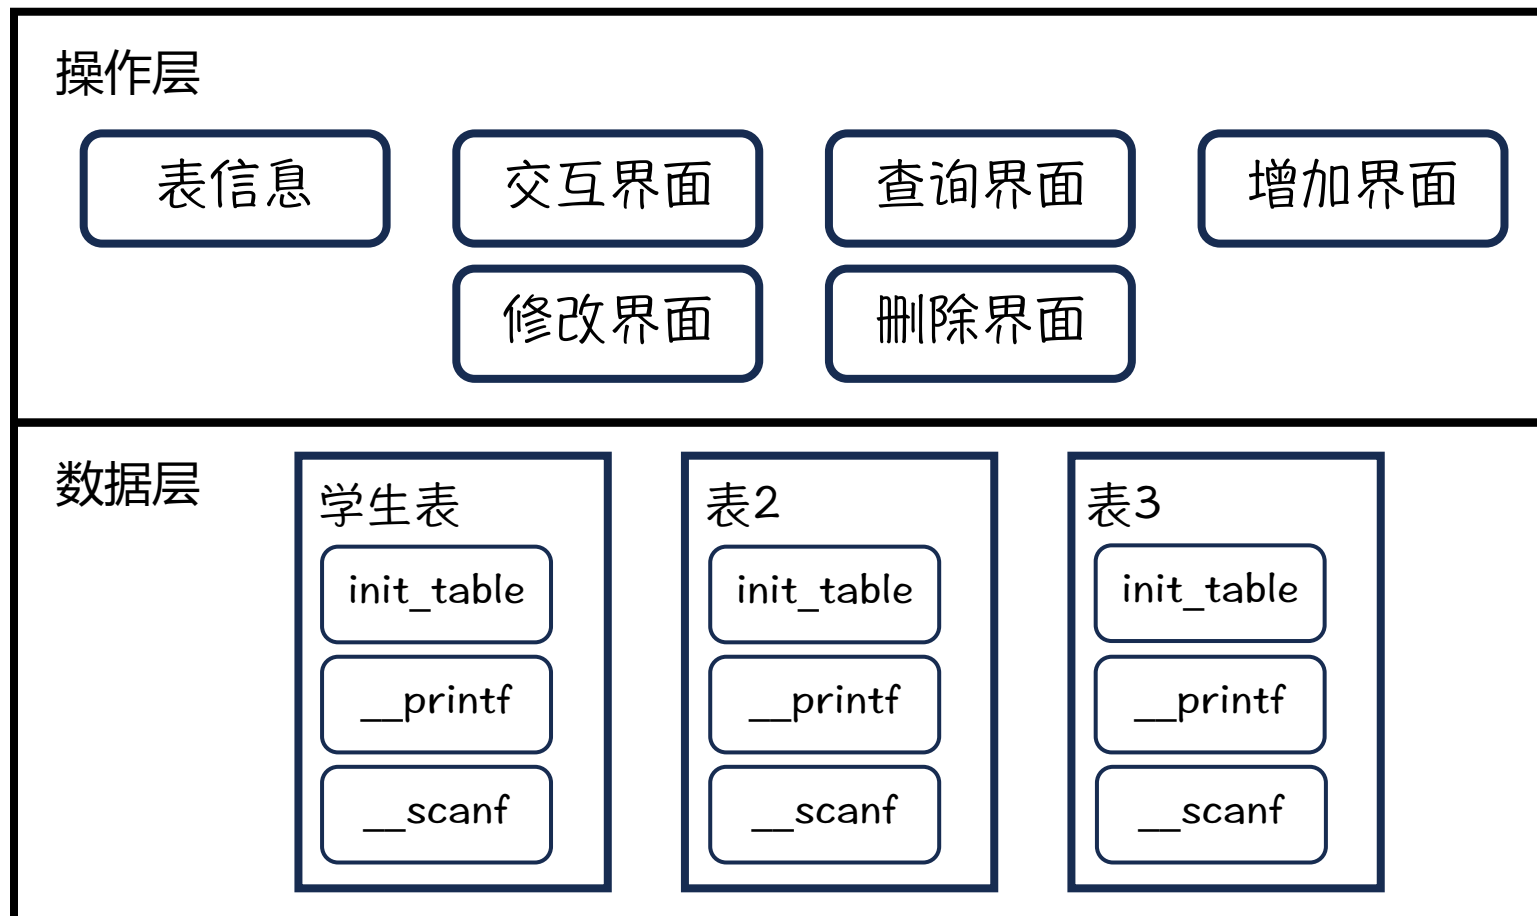 操作层
表信息 交互界面 查询界面 增加界面
修改界面 删除界面
数据层
学生表 表2 表3
init_table init_table init_table
__printf __printf __printf
__scanf __scanf __scanf